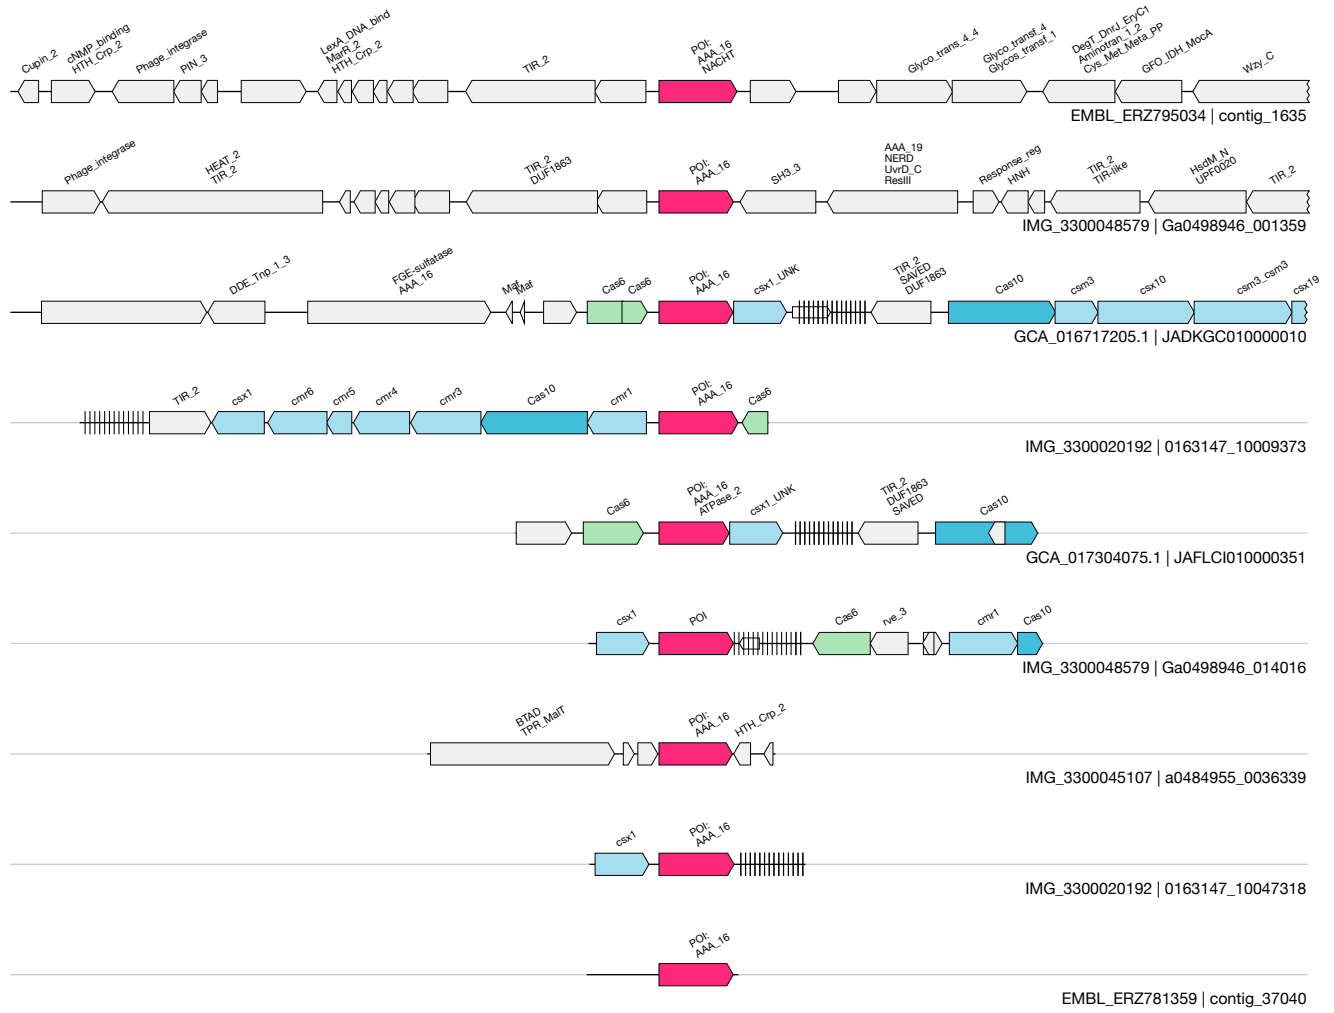 Cupin_2
cNMP_binding
HTH_Crp_2
Phage_integrase
PIN_3
LexA_DNA_bind
MarR_2
HTH_Crp_2
TIR_2
POI:
AAA_16
NACHT
Glyco_trans_4_4
Glyco_transf_4
Glycos_transf_1
DegT_DnrJ_EryC1
Aminotran_1_2
Cys_Met_Meta_PP
GFO_IDH_MocA
Wzy_C
EMBL_ERZ795034 | contig_1635
Phage_integrase
HEAT_2
TIR_2
TIR_2
DUF1863
POI:
AAA_16
SH3_3
AAA_19
NERD
UvrD_C
ResIII
Response_reg
HNH
TIR_2
TIR-like
HsdM_N
UPF0020
TIR_2
IMG_3300048579 | Ga0498946_001359
DDE_Tnp_1_3
FGE-sulfatase
AAA_16
Maf
Maf
Cas6
Cas6
POI:
AAA_16
csx1_UNK
TIR_2
SAVED
DUF1863
Cas10
csm3
csx10
csm3_csm3
csx19
GCA_016717205.1 | JADKGC010000010
TIR_2
csx1
cmr6
cmr5
cmr4
cmr3
Cas10
cmr1
POI:
AAA_16
Cas6
IMG_3300020192 | 0163147_10009373
Cas6
POI:
AAA_16
ATPase_2
csx1_UNK
TIR_2
DUF1863
SAVED
Cas10
GCA_017304075.1 | JAFLCI010000351
csx1
POI
Cas6
rve_3
cmr1
Cas10
IMG_3300048579 | Ga0498946_014016
BTAD
TPR_MalT
POI:
AAA_16
HTH_Crp_2
IMG_3300045107 | a0484955_0036339
csx1
POI:
AAA_16
IMG_3300020192 | 0163147_10047318
POI:
AAA_16
EMBL_ERZ781359 | contig_37040